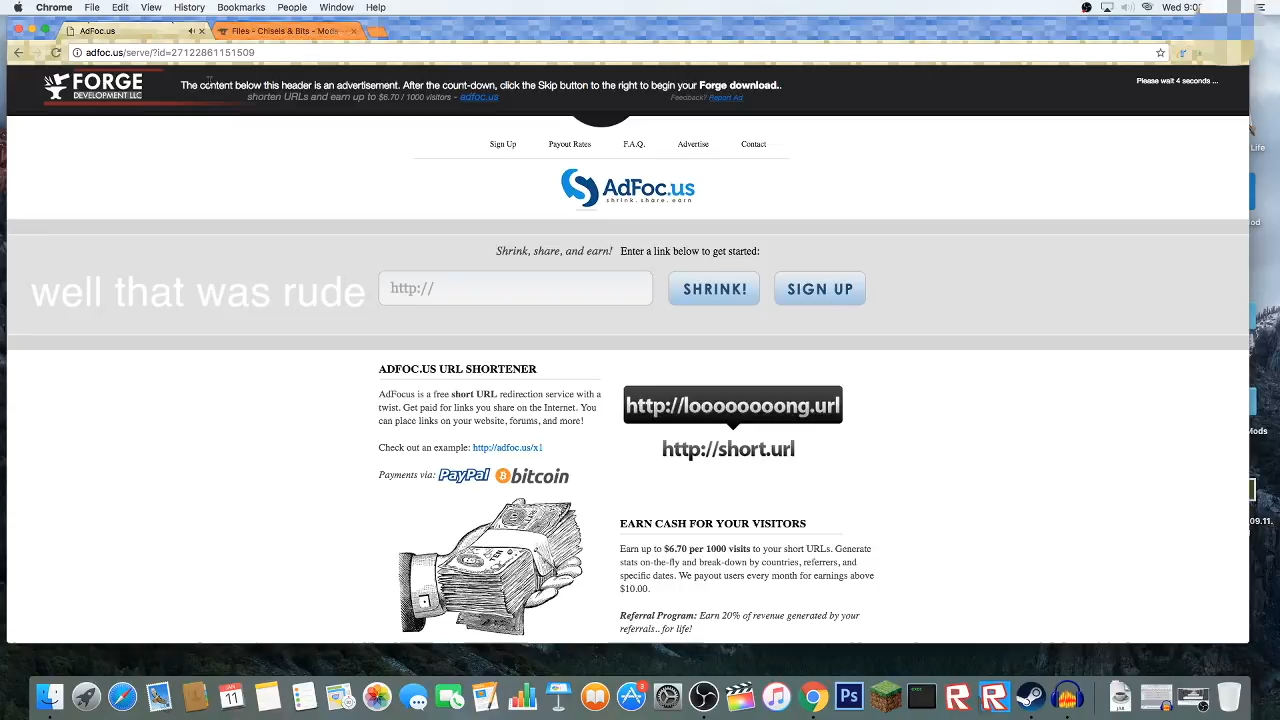 Chrome File Edit View History Bookmarks People Window Help
Wed 9:0
AdFoc.us
Files - Chisels & Bits - Mods
adfoc.us/serve/?id=27122861151509
FORGE
DEVELOPMENT LLC
The content below this header is an advertisement. After the count-down, click the Skip button to the right to begin your Forge download..
shorten URLs and earn up to $6.70 / 1000 visitors - adfoc.us
Feedback? Report Ad
Please wait 4 seconds ...
Sign Up Payout Rates F.A.Q. Advertise Contact
AdFoc.us
shrink. share. earn
Shrink, share, and earn! Enter a link below to get started:
well that was rude
http://
SHRINK!
SIGN UP
ADFOC.US URL SHORTENER
AdFocus is a free short URL redirection service with a
twist. Get paid for links you share on the Internet. You
can place links on your website, forums, and more!
Check out an example: http://adfoc.us/x1
Payments via: PayPal bitcoin
http://looooooong.url
http://short.url
EARN CASH FOR YOUR VISITORS
Earn up to $6.70 per 1000 visits to your short URLs. Generate
stats on-the-fly and break-down by countries, referrers, and
specific dates. We payout users every month for earnings above
$10.00.
Referral Program: Earn 20% of revenue generated by your
referrals.. for life!
Life
od
Mods
09.11.
JAN
11
3
Ps
exec